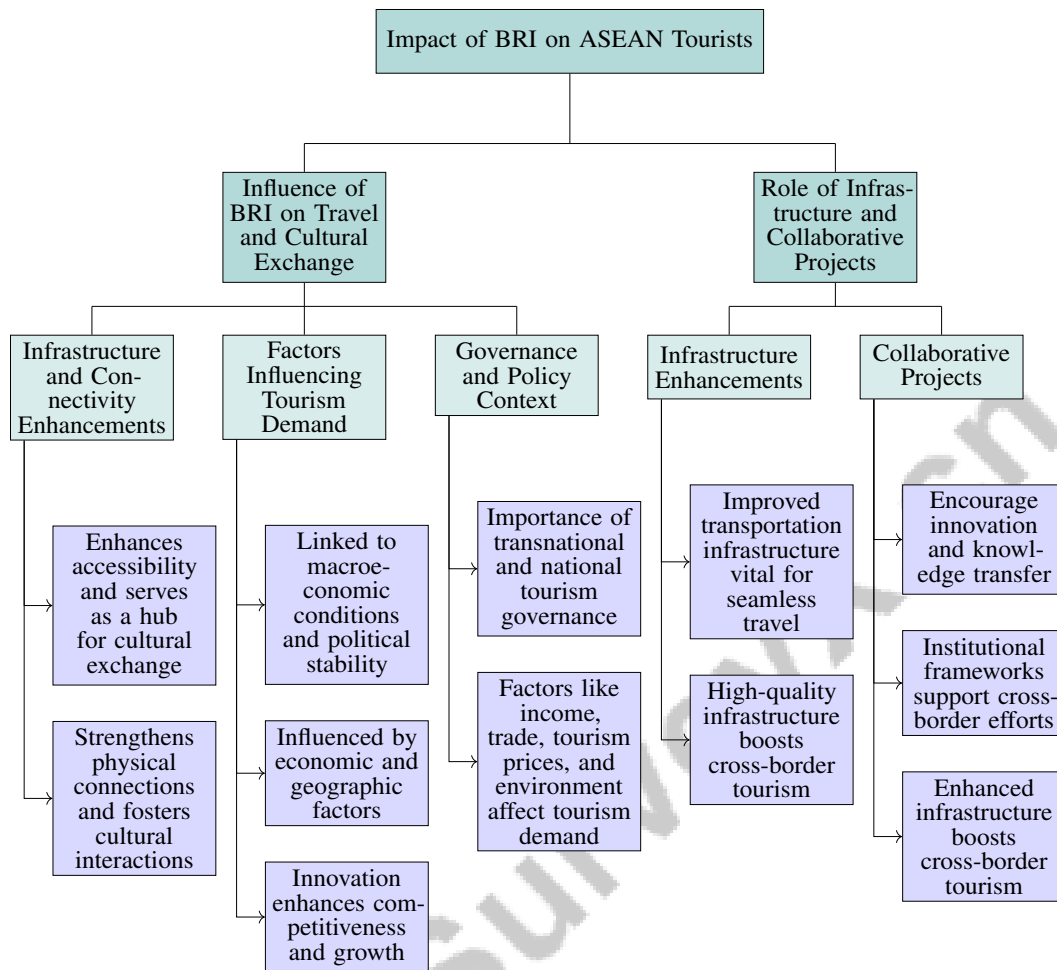 Impact of BRI on ASEAN Tourists
Influence of
BRI on Travel
and Cultural
Exchange
Role of Infras-
tructure and
Collaborative
Projects
Infrastructure
and Con-
nectivity
Enhancements
Factors
Influencing
Tourism
Demand
Governance
and Policy
Context
Infrastructure
Enhancements
Collaborative
Projects
Enhances
accessibility
and serves
as a hub
for cultural
exchange
Strengthens
physical
connections
and fosters
cultural
interactions
Linked to
macroe-
conomic
conditions
and political
stability
Influenced by
economic and
geographic
factors
Innovation
enhances com-
petitiveness
and growth
Importance of
transnational
and national
tourism
governance
Factors like
income,
trade, tourism
prices, and
environment
affect tourism
demand
Improved
transportation
infrastructure
vital for
seamless
travel
High-quality
infrastructure
boosts
cross-border
tourism
Encourage
innovation
and knowl-
edge transfer
Institutional
frameworks
support cross-
border efforts
Enhanced
infrastructure
boosts
cross-border
tourism